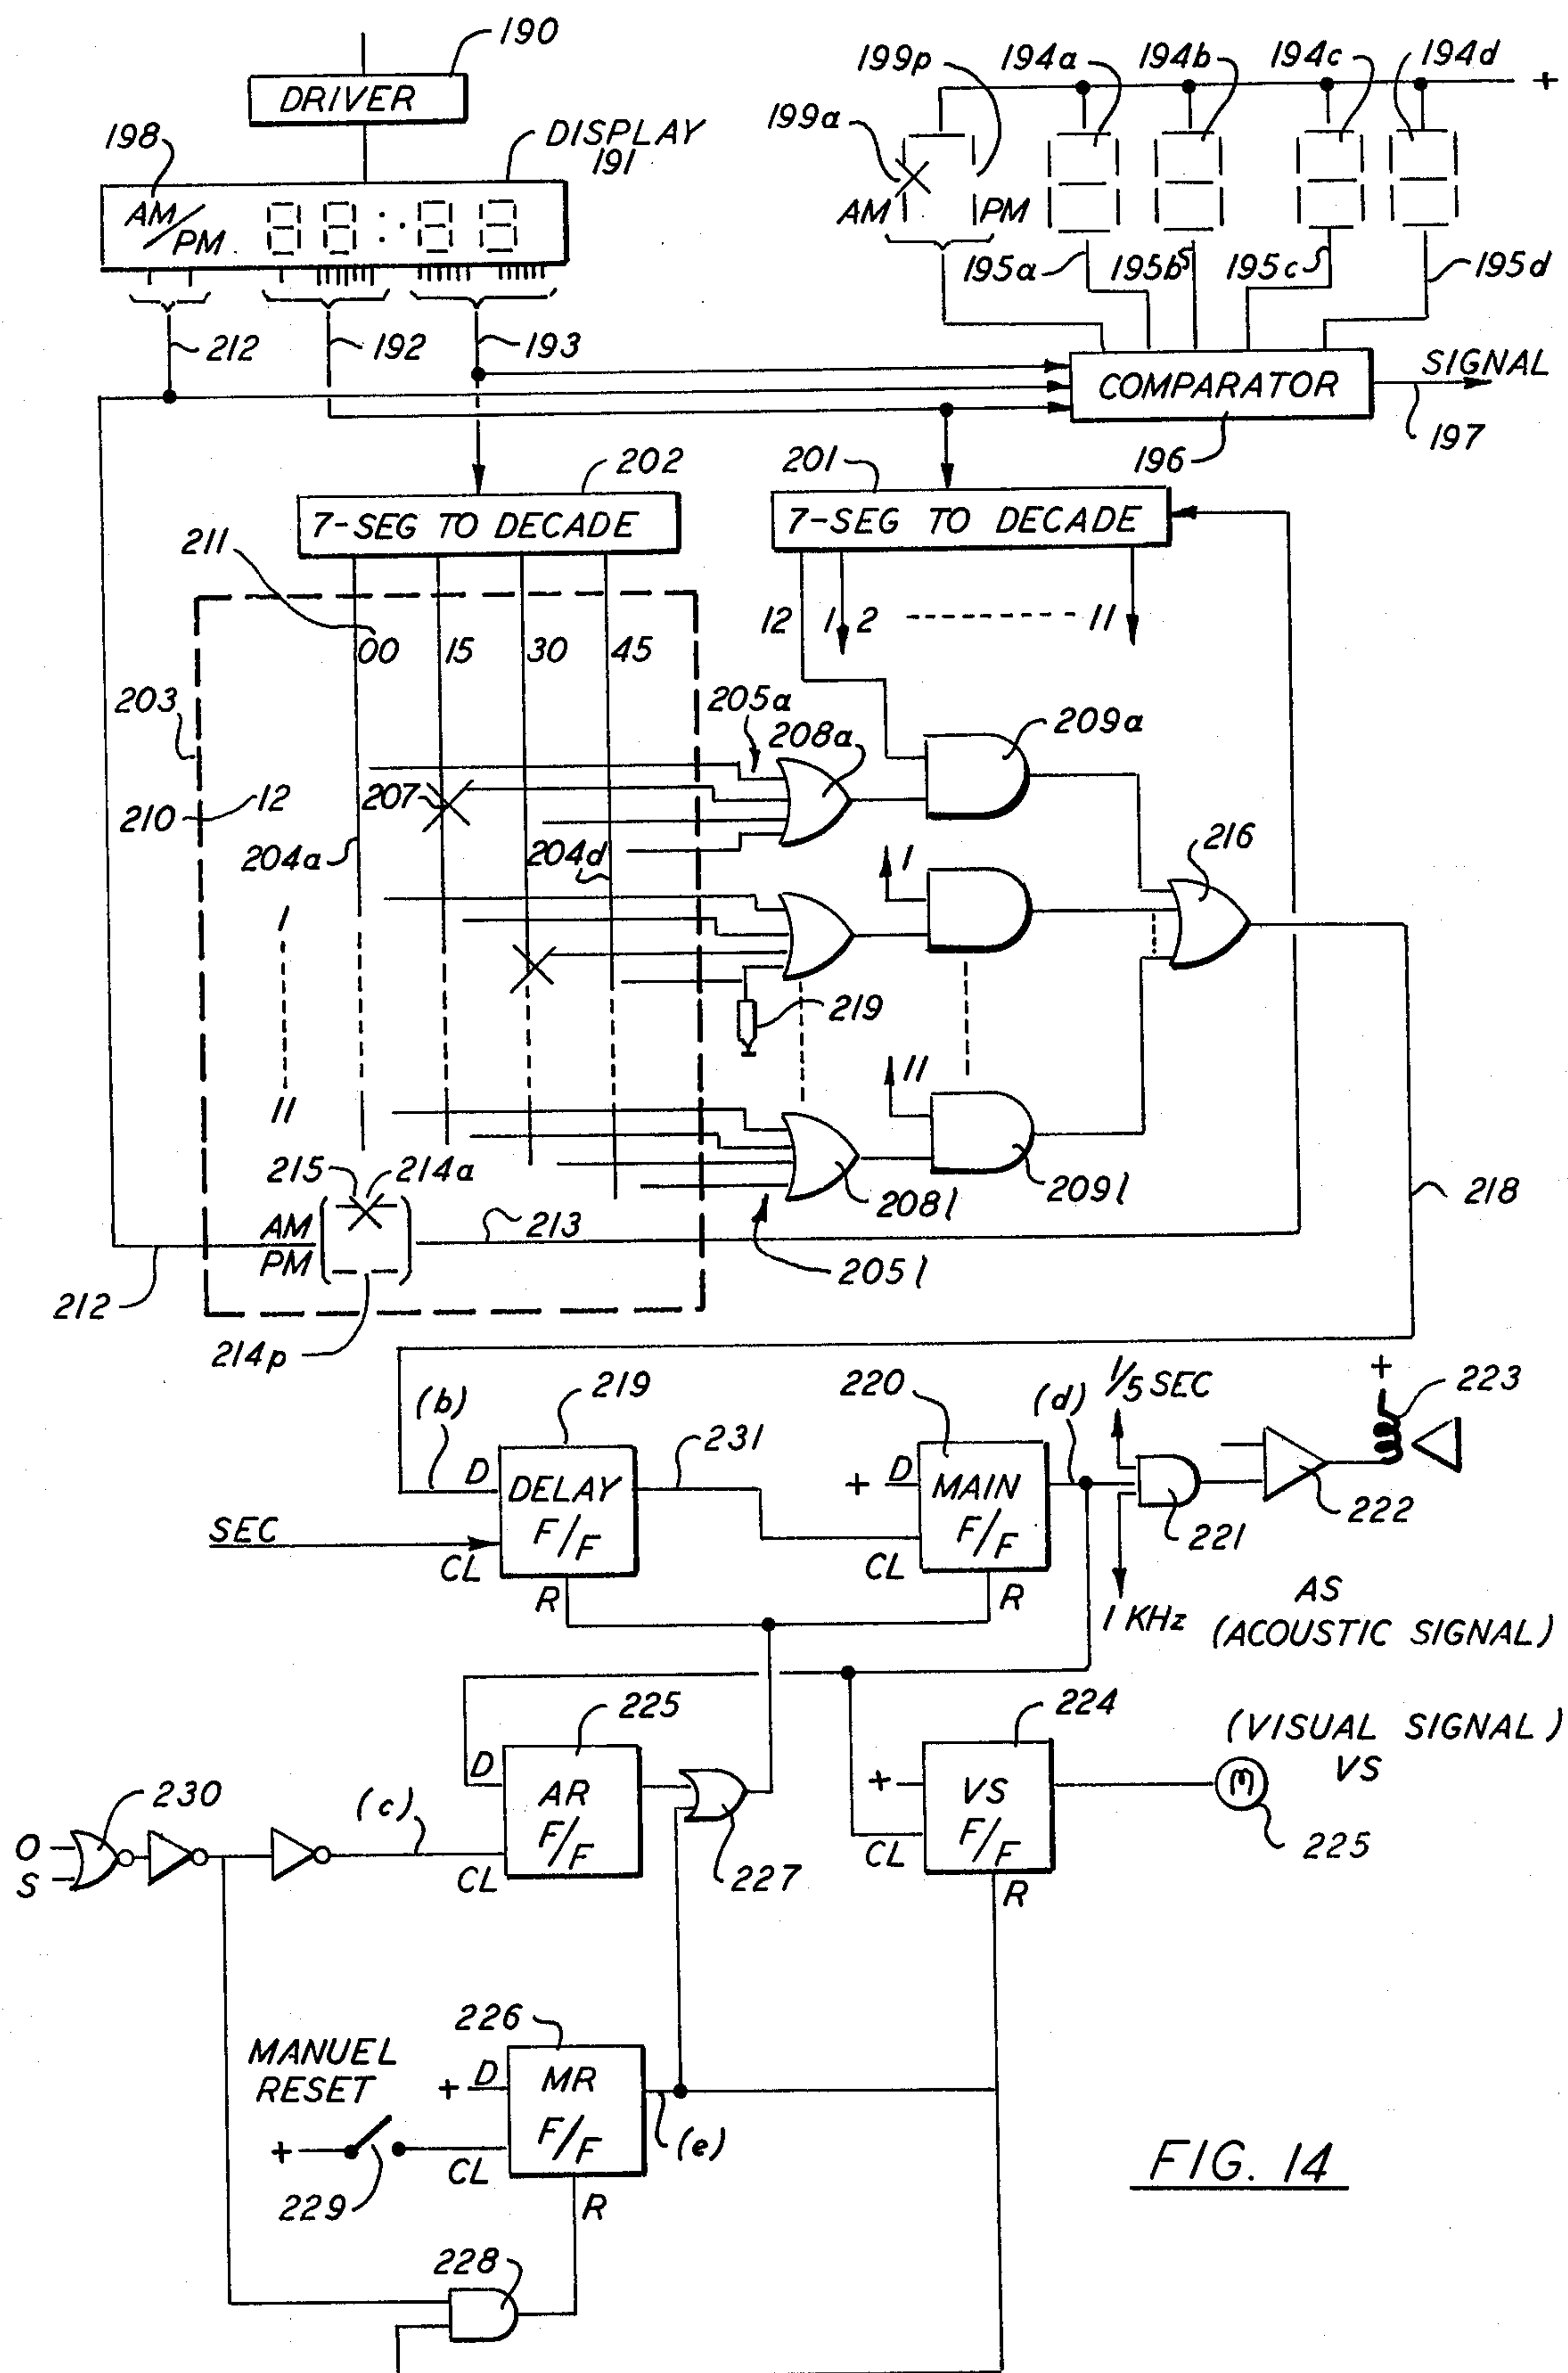 190
DRIVER
198
DISPLAY
191
AM/PM 88:88
212
192
193
199p
194a
194b
194c
194d
+
199a
AM
PM
195a
195b
195c
195d
COMPARATOR
SIGNAL
196
197
202
7-SEG TO DECADE
201
7-SEG TO DECADE
211
00 15 30 45
12 1 2 11
203
205a
208a
209a
207
210
12
204a
204d
216
1
1
219
11
11
215
214a
208l
209l
218
AM
PM
213
205l
212
214p
(b)
219
D
DELAY
F/F
SEC
CL
R
231
220
+ D
MAIN
F/F
CL
R
(d)
1/5 SEC
221
1 KHz
+
223
222
AS
(ACOUSTIC SIGNAL)
225
D
AR
F/F
CL
227
224
+
VS
F/F
CL
R
(VISUAL SIGNAL)
VS
225
230
O
S
(c)
226
MANUEL
RESET
+ D
MR
F/F
(e)
+
CL
229
R
228
FIG. 14